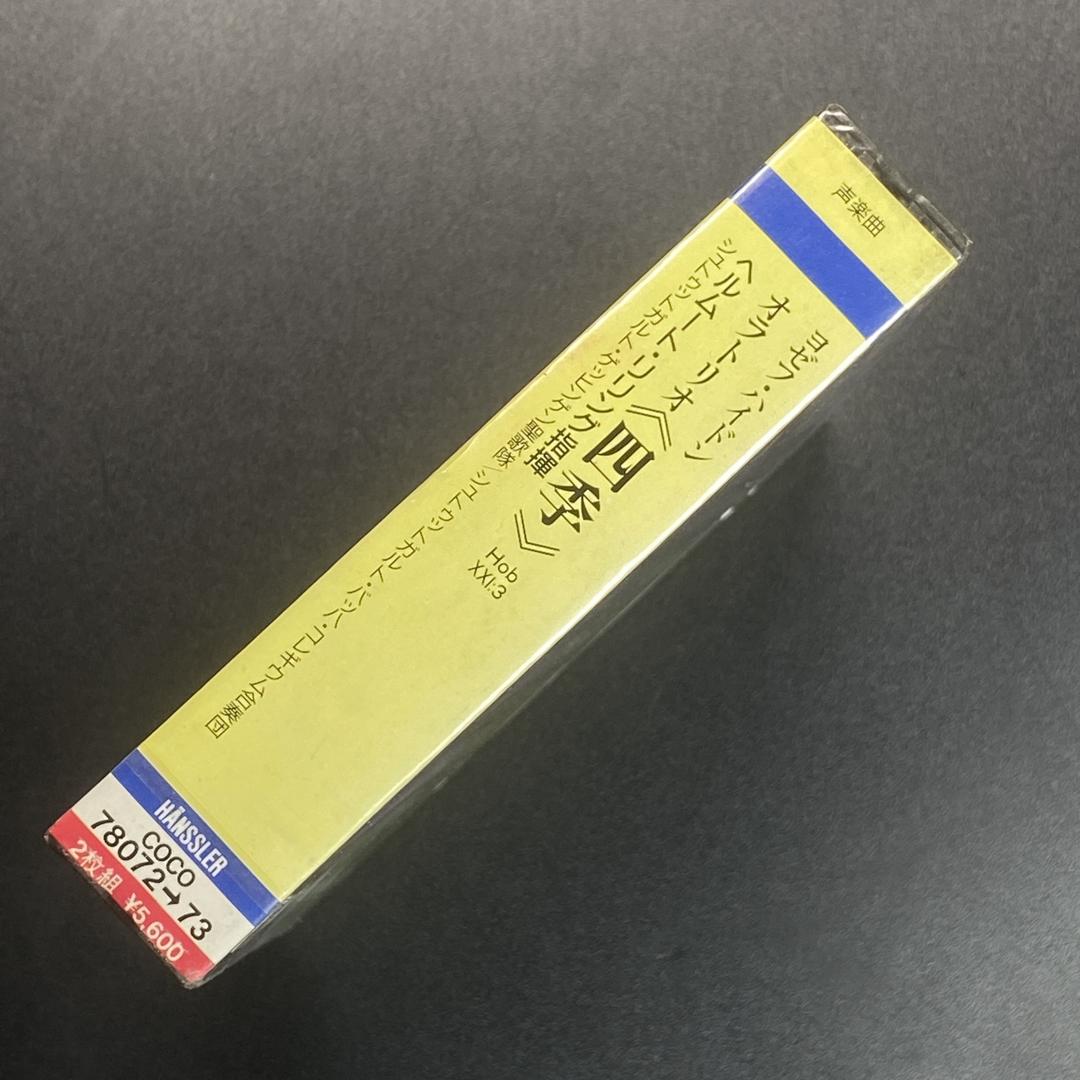 声楽曲
ヨゼフ・ハイドン
オラトリオ《四季》
Hob
XXI:3
ヘルムート・リリング指揮
シュトゥットガルト・ゲッヒンゲン聖歌隊/シュトゥットガルト・バッハ・コレギウム合奏団
HÄNSSLER
COCO
78072→73
2枚組 ¥5,600